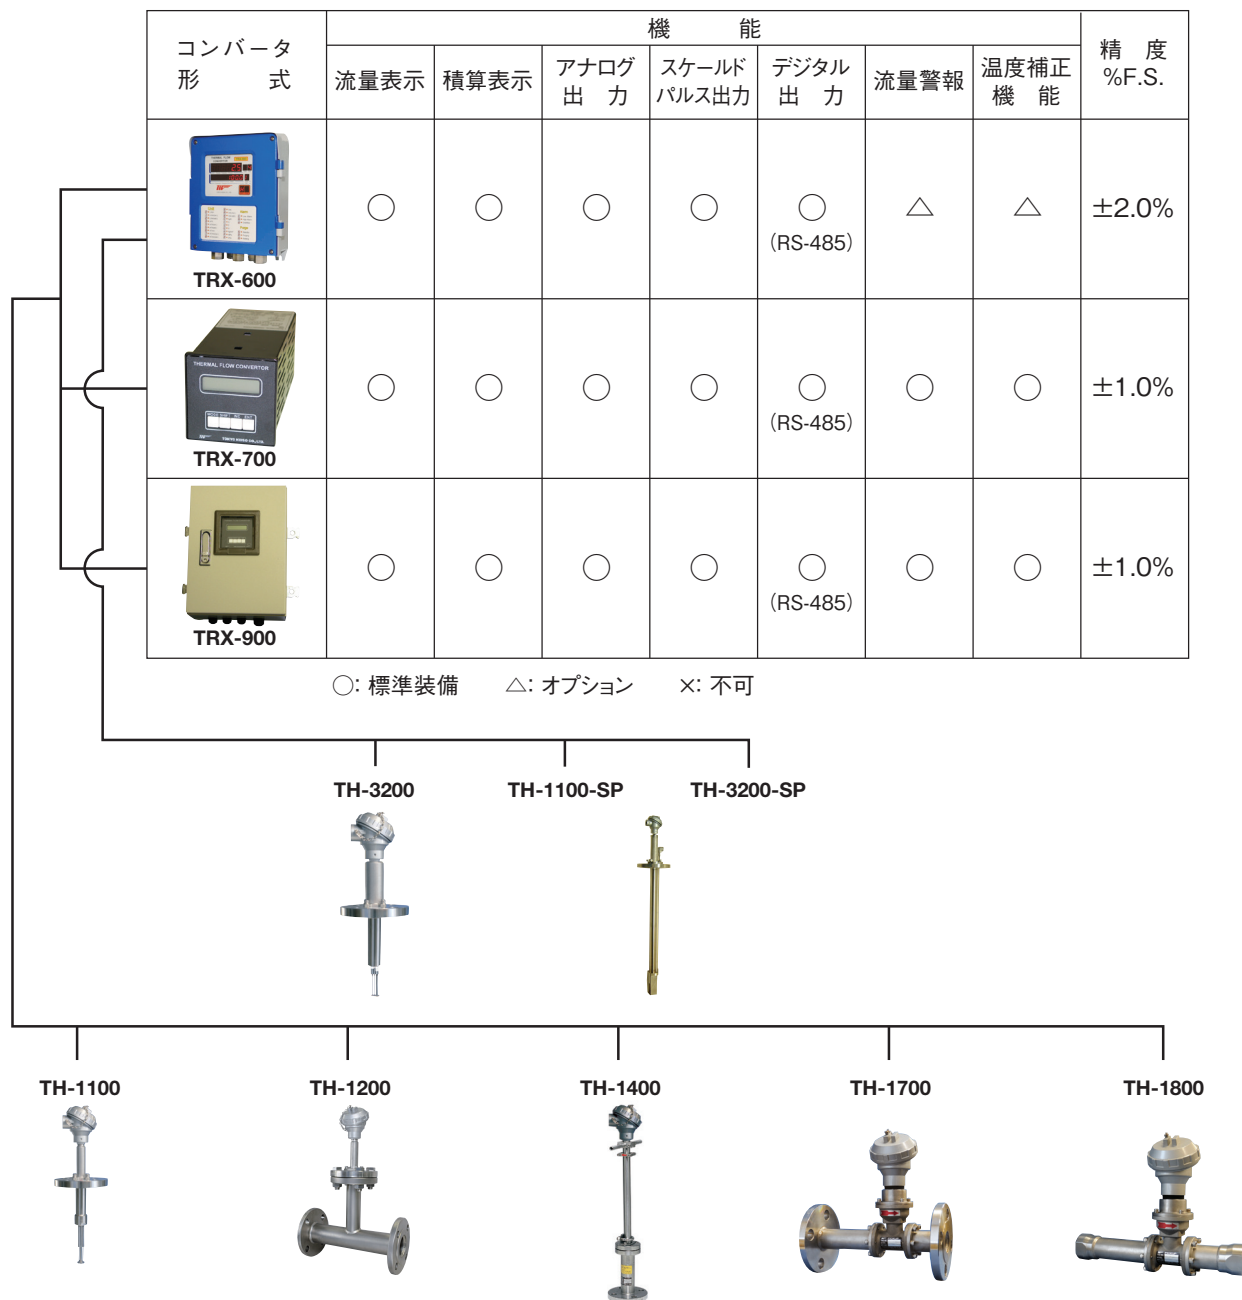 コンバータ
形 式
機 能
流量表示
積算表示
アナログ
出 力
スケールド
パルス出力
デジタル
出 力
流量警報
温度補正
機 能
精 度
%F.S.
TRX-600
○ ○ ○ ○ ○ △ △ ±2.0%
(RS-485)
THERMAL FLOW CONVERTOR
TRX-700
○ ○ ○ ○ ○ ○ ○ ±1.0%
(RS-485)
TRX-900
○ ○ ○ ○ ○ ○ ○ ±1.0%
(RS-485)
○: 標準装備 △: オプション ×: 不可
TH-3200 TH-1100-SP TH-3200-SP
TH-1100 TH-1200 TH-1400 TH-1700 TH-1800